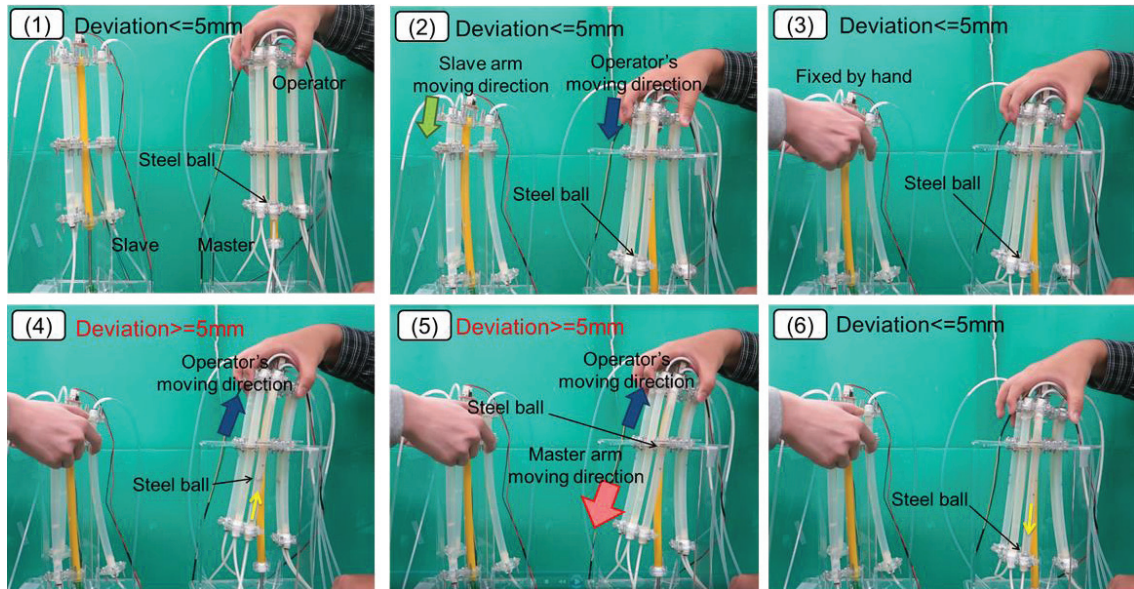 (1) Deviation<=5mm
Operator
Steel ball
Slave
Master
(2) Deviation<=5mm
Slave arm
moving direction
Operator's
moving direction
Steel ball
(3) Deviation<=5mm
Fixed by hand
Steel ball
(4) Deviation>=5mm
Operator's
moving direction
Steel ball
(5) Deviation>=5mm
Operator's
moving direction
Steel ball
Master arm
moving direction
(6) Deviation<=5mm
Steel ball